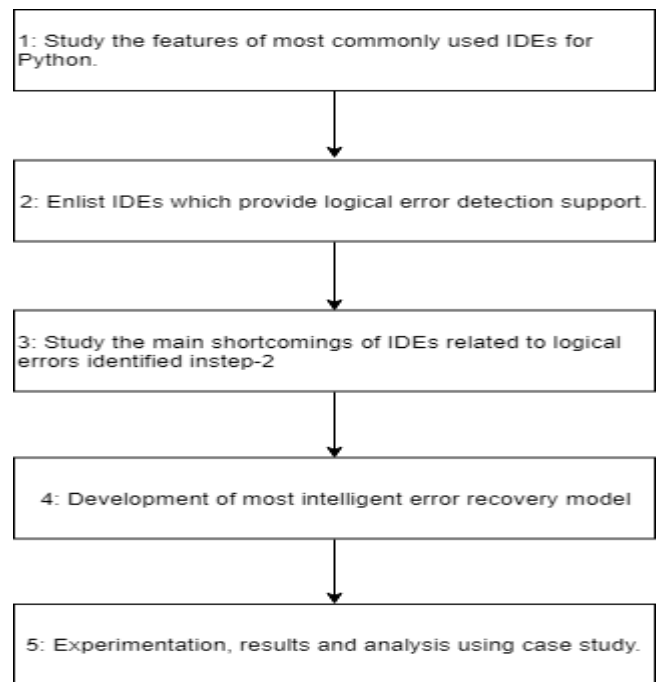 1: Study the features of most commonly used IDEs for
Python.
2: Enlist IDEs which provide logical error detection support.
3: Study the main shortcomings of IDEs related to logical
errors identified instep-2
4: Development of most intelligent error recovery model
5: Experimentation, results and analysis using case study.